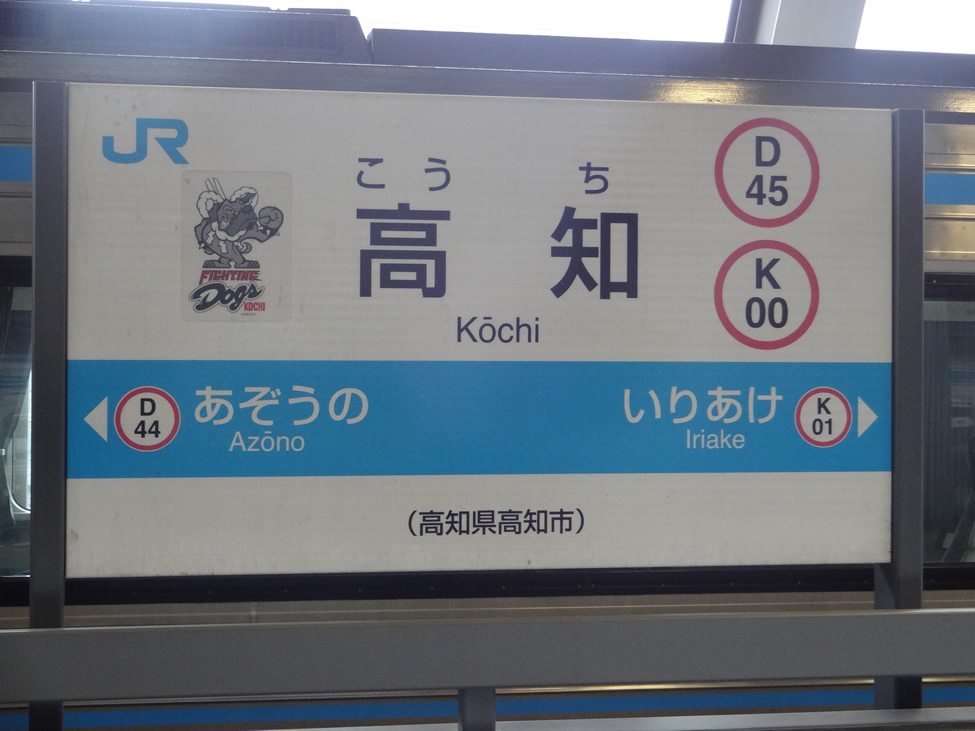 JR
FIGHTING
Dogs
KOCHI
こうち
高知
Kōchi
D
45
K
00
D
44
あぞうの
Azōno
いりあけ
Iriake
K
01
(高知県高知市)